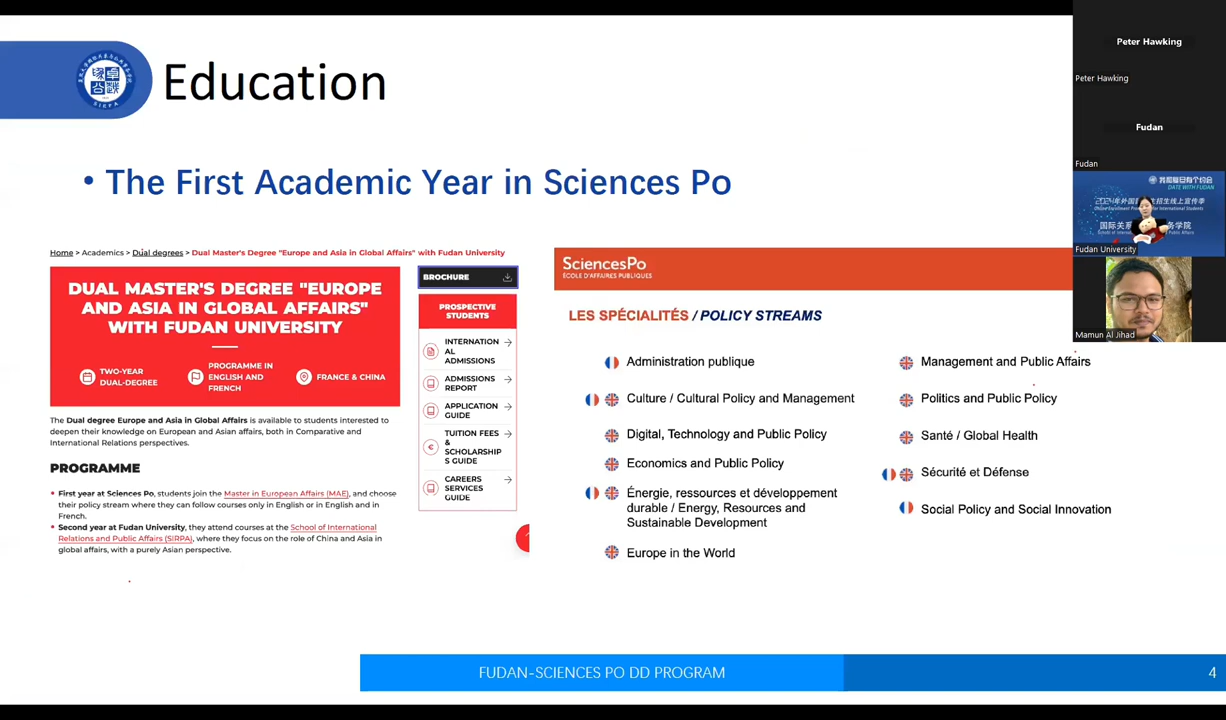 Education
• The First Academic Year in Sciences Po
Home > Academics > Dual degrees > Dual Master's Degree "Europe and Asia in Global Affairs" with Fudan University
DUAL MASTER'S DEGREE "EUROPE
AND ASIA IN GLOBAL AFFAIRS"
WITH FUDAN UNIVERSITY
TWO-YEAR
DUAL-DEGREE
PROGRAMME IN
ENGLISH AND
FRENCH
FRANCE & CHINA
The Dual degree Europe and Asia in Global Affairs is available to students interested to
deepen their knowledge on European and Asian affairs, both in Comparative and
International Relations perspectives.
PROGRAMME
• First year at Sciences Po, students join the Master in European Affairs (MAE), and choose
their policy stream where they can follow courses only in English or in English and in
French.
• Second year at Fudan University, they attend courses at the School of International
Relations and Public Affairs (SIRPA), where they focus on the role of China and Asia in
global affairs, with a purely Asian perspective.
BROCHURE
PROSPECTIVE
STUDENTS
INTERNATION
AL
ADMISSIONS
ADMISSIONS
REPORT
APPLICATION
GUIDE
TUITION FEES
&
SCHOLARSHIP
S GUIDE
CAREERS
SERVICES
GUIDE
SciencesPo
ÉCOLE D'AFFAIRES PUBLIQUES
LES SPÉCIALITÉS / POLICY STREAMS
Administration publique
Culture / Cultural Policy and Management
Digital, Technology and Public Policy
Economics and Public Policy
Énergie, ressources et développement
durable / Energy, Resources and
Sustainable Development
Europe in the World
Management and Public Affairs
Politics and Public Policy
Santé / Global Health
Sécurité et Défense
Social Policy and Social Innovation
FUDAN-SCIENCES PO DD PROGRAM
4
Peter Hawking
Peter Hawking
Fudan
Fudan
DATE WITH FUDAN
Fudan University
Mamun Al Jihad
SIRPA